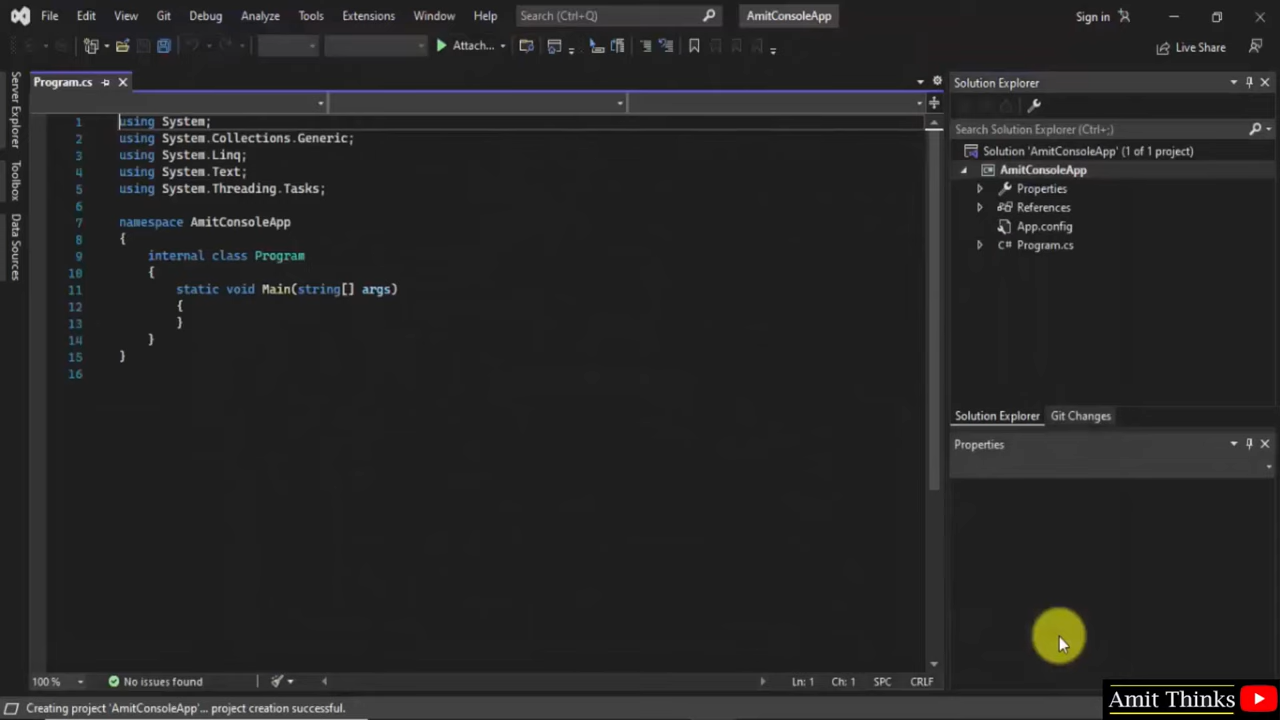 File Edit View Git Debug Analyze Tools Extensions Window Help Search (Ctrl+Q) AmitConsoleApp Sign in
Attach... Live Share
Program.cs
Server Explorer
Toolbox
Data Sources
1 using System;
2 using System.Collections.Generic;
3 using System.Linq;
4 using System.Text;
5 using System.Threading.Tasks;
6
7 namespace AmitConsoleApp
8 {
9 internal class Program
10 {
11 static void Main(string[] args)
12 {
13 }
14 }
15 }
16
100 % No issues found Ln: 1 Ch: 1 SPC CRLF
Solution Explorer
Search Solution Explorer (Ctrl+;)
Solution 'AmitConsoleApp' (1 of 1 project)
AmitConsoleApp
Properties
References
App.config
C# Program.cs
Solution Explorer Git Changes
Properties
Creating project 'AmitConsoleApp'... project creation successful.
Amit Thinks